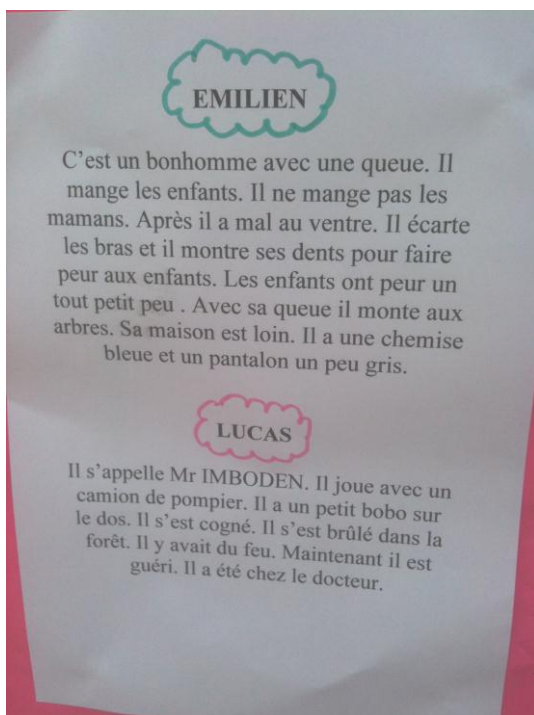 EMILIEN
C'est un bonhomme avec une queue. Il
mange les enfants. Il ne mange pas les
mamans. Après il a mal au ventre. Il écarte
les bras et il montre ses dents pour faire
peur aux enfants. Les enfants ont peur un
tout petit peu . Avec sa queue il monte aux
arbres. Sa maison est loin. Il a une chemise
bleue et un pantalon un peu gris.
LUCAS
Il s'appelle Mr IMBODEN. Il joue avec un
camion de pompier. Il a un petit bobo sur
le dos. Il s'est cogné. Il s'est brûlé dans la
forêt. Il y avait du feu. Maintenant il est
guéri. Il a été chez le docteur.